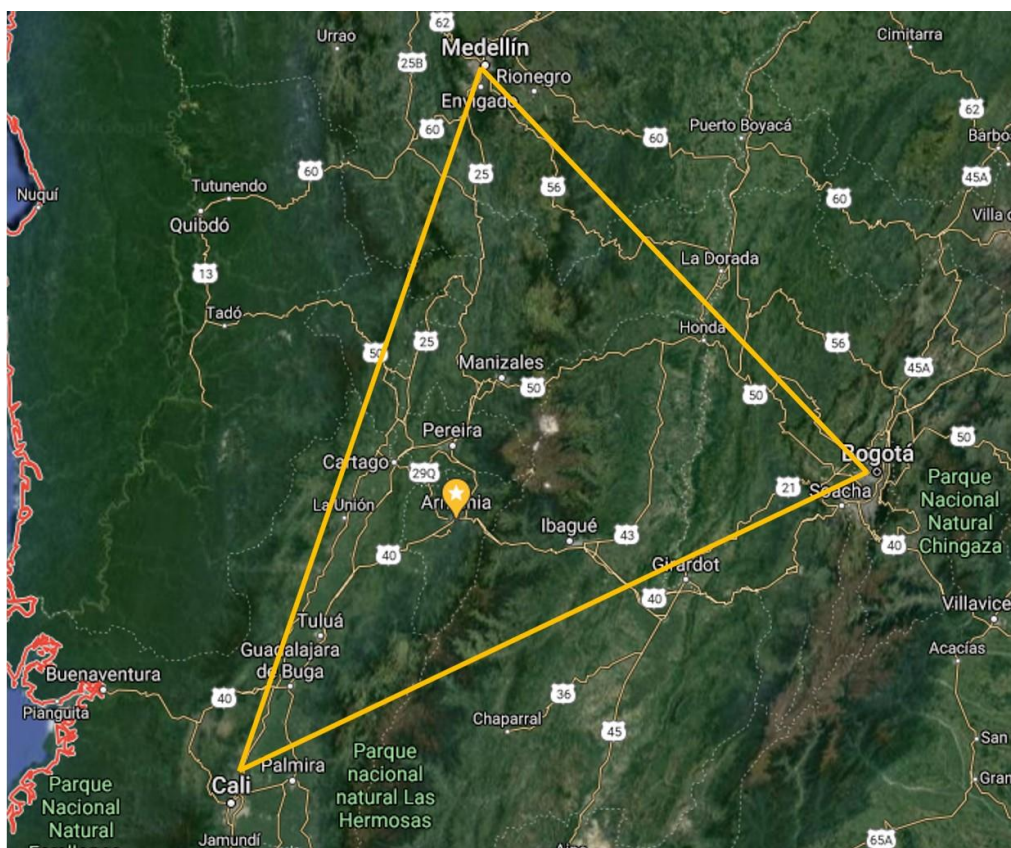 62
Urrao
Cimitarra
Medellín
25B
Rionegro
Envigado
62
60
60
Puerto Boyacá
60
25
56
45A
Nuquí
Tutunendo
60
Villa
Quibdó
13
La Dorada
Tadó
Honda
50
25
56
Manizales
50
45A
50
Pereira
50
Bogotá
Cartago
29Q
21
Soacha
Parque
Nacional
Natural
Chingaza
La Unión
Ibagué
43
40
40
Girardot
40
Villavice
Tuluá
Guadalajara
de Buga
Acacías
Buenaventura
40
36
Piangüita
Chaparral
45
San
Parque
nacional
natural Las
Hermosas
Palmira
Cali
Parque
Nacional
Natural
Gran
Jamundí
65A